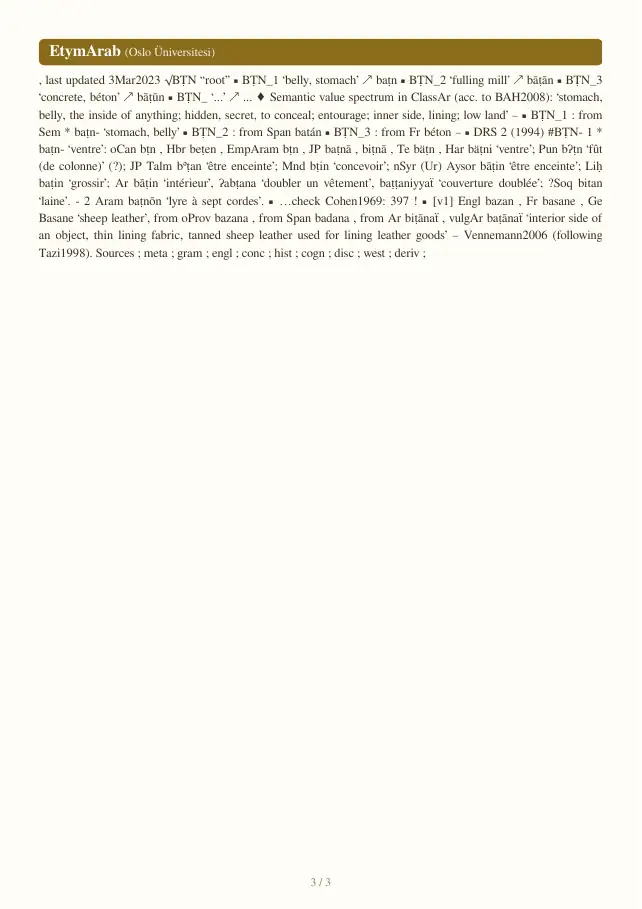 EtymArab (Oslo Üniversitesi)
, last updated 3Mar2023 √BṬN “root” ▪ BṬN_1 ‘belly, stomach’ ↗ baṭn ▪ BṬN_2 ‘fulling mill’ ↗ bāṭān ▪ BṬN_3
‘concrete, béton’ ↗ bāṭūn ▪ BṬN_ ‘...’ ↗ ... ♦ Semantic value spectrum in ClassAr (acc. to BAH2008): ‘stomach,
belly, the inside of anything; hidden, secret, to conceal; entourage; inner side, lining; low land’ – ▪ BṬN_1 : from
Sem * baṭn- ‘stomach, belly’ ▪ BṬN_2 : from Span batán ▪ BṬN_3 : from Fr béton – ▪ DRS 2 (1994) #BṬN- 1 *
baṭn- ‘ventre’: oCan bṭn , Hbr beṭen , EmpAram bṭn , JP baṭnā , biṭnā , Te bäṭn , Har bäṭni ‘ventre’; Pun bʔṭn ‘fût
(de colonne)’ (?); JP Talm bᵊṭan ‘être enceinte’; Mnd bṭin ‘concevoir’; nSyr (Ur) Aysor bāṭin ‘être enceinte’; Liḥ
baṭin ‘grossir’; Ar bāṭin ‘intérieur’, ʔabṭana ‘doubler un vêtement’, baṭṭaniyyaẗ ‘couverture doublée’; ?Soq bitan
‘laine’. - 2 Aram baṭnōn ‘lyre à sept cordes’. ▪ …check Cohen1969: 397 ! ▪ [v1] Engl bazan , Fr basane , Ge
Basane ‘sheep leather’, from oProv bazana , from Span badana , from Ar biṭānaẗ , vulgAr baṭānaẗ ‘interior side of
an object, thin lining fabric, tanned sheep leather used for lining leather goods’ – Vennemann2006 (following
Tazi1998). Sources ; meta ; gram ; engl ; conc ; hist ; cogn ; disc ; west ; deriv ;
3 / 3